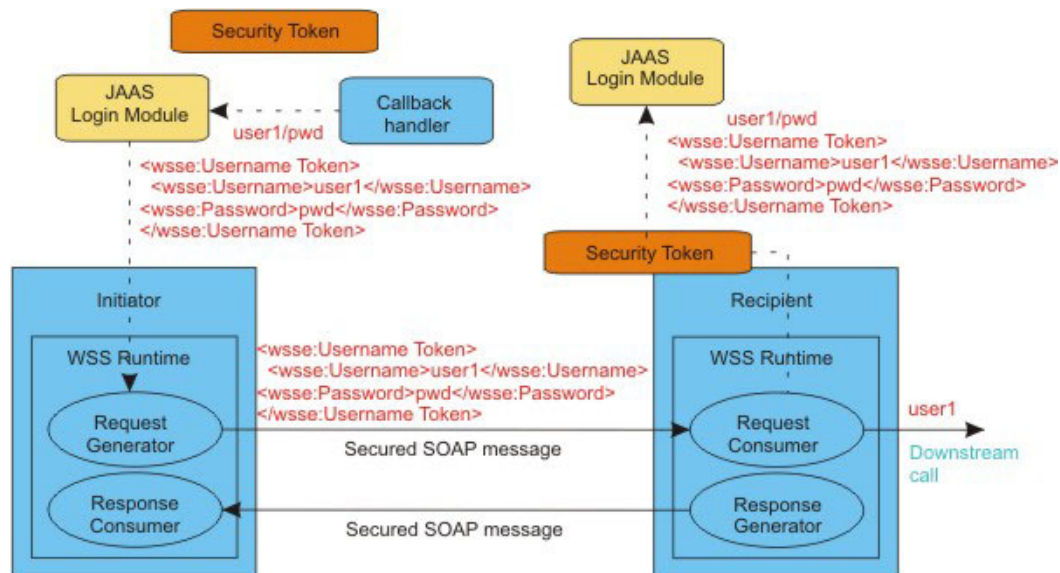 Security Token
JAAS
Login Module
Callback
handler
user1/pwd
<wsse:Username Token>
<wsse:Username>user1</wsse:Username>
<wsse:Password>pwd</wsse:Password>
</wsse:Username Token>
JAAS
Login Module
user1/pwd
<wsse:Username Token>
<wsse:Username>user1</wsse:Username>
<wsse:Password>pwd</wsse:Password>
</wsse:Username Token>
Security Token
Initiator
WSS Runtime
Request
Generator
Response
Consumer
<wsse:Username Token>
<wsse:Username>user1</wsse:Username>
<wsse:Password>pwd</wsse:Password>
</wsse:Username Token>
Secured SOAP message
Secured SOAP message
Recipient
WSS Runtime
Request
Consumer
Response
Generator
user1
Downstream
call